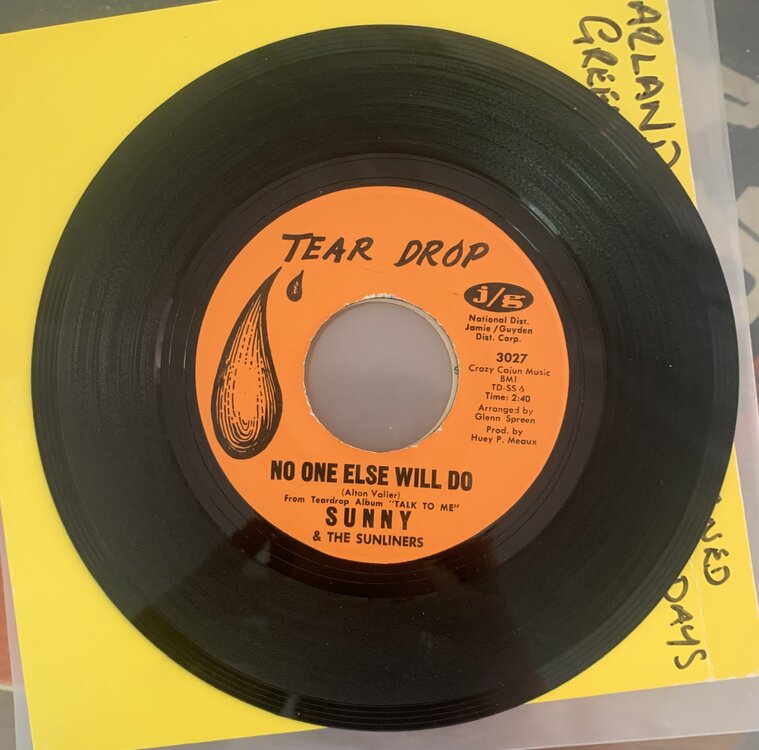 ARLAND
TEAR DROP
j/g
National Dist.
Jamie/Guyden
Dist. Corp.
3027
Crazy Cajun Music
BMI
TD-SS 6
Time: 2:40
Arranged by
Glenn Spreen
Prod. by
Huey P. Meaux
NO ONE ELSE WILL DO
(Alton Valier)
From Teardrop Album "TALK TO ME"
SUNNY
& THE SUNLINERS
DAYS